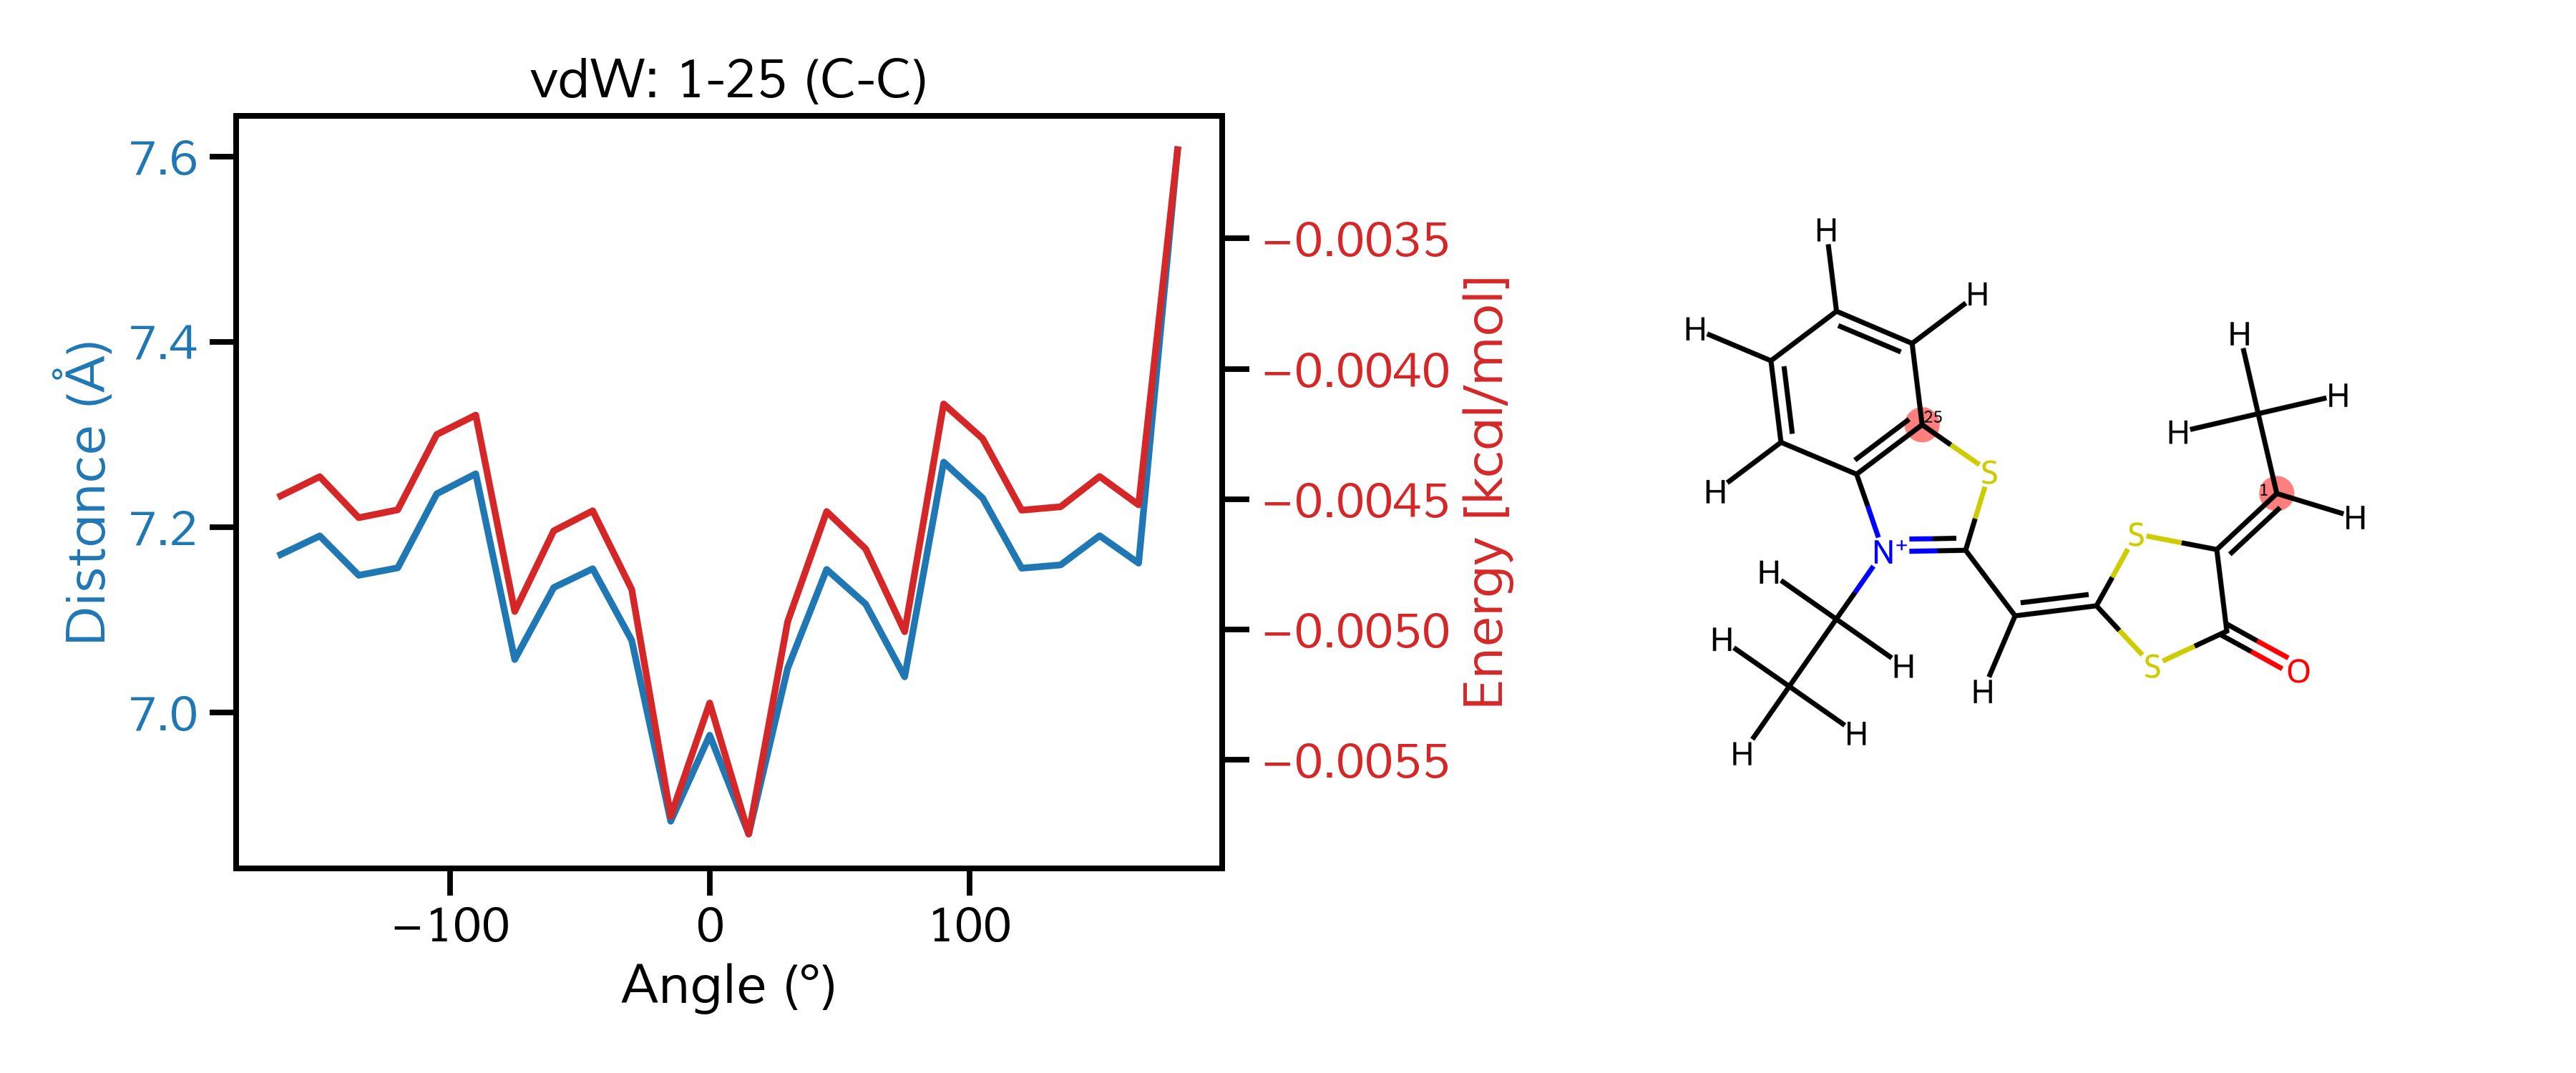 vdW: 1-25 (C-C)
7.6
7.4
7.2
7.0
Distance (Å)
−100
0
100
Angle (°)
−0.0035
−0.0040
−0.0045
−0.0050
−0.0055
Energy [kcal/mol]
H
H
H
H
H
H
H
25
S
1
H
S
N+
H
H
H
S
O
H
H
H